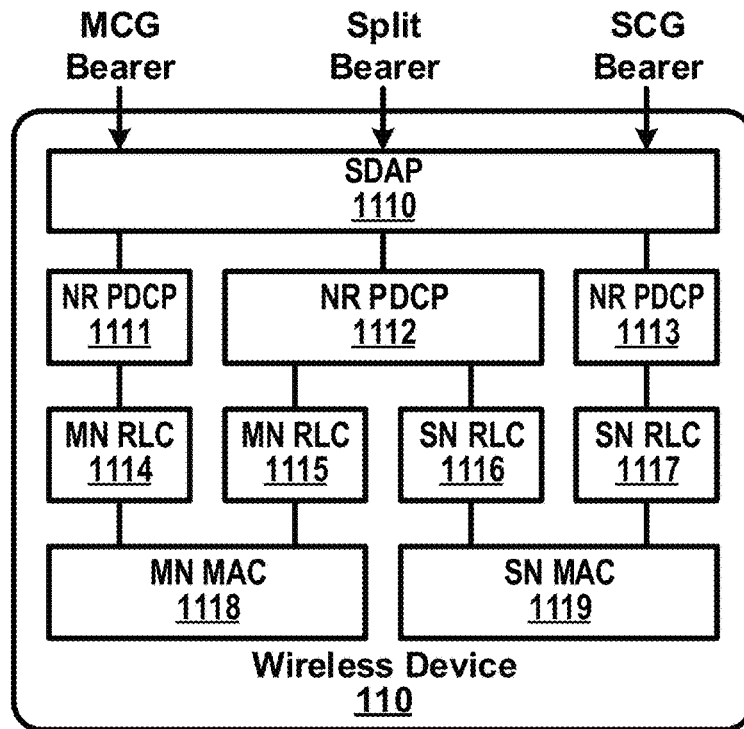 MCG Bearer
Split Bearer
SCG Bearer
SDAP
1110
NR PDCP
1111
NR PDCP
1112
NR PDCP
1113
MN RLC
1114
MN RLC
1115
SN RLC
1116
SN RLC
1117
MN MAC
1118
SN MAC
1119
Wireless Device
110